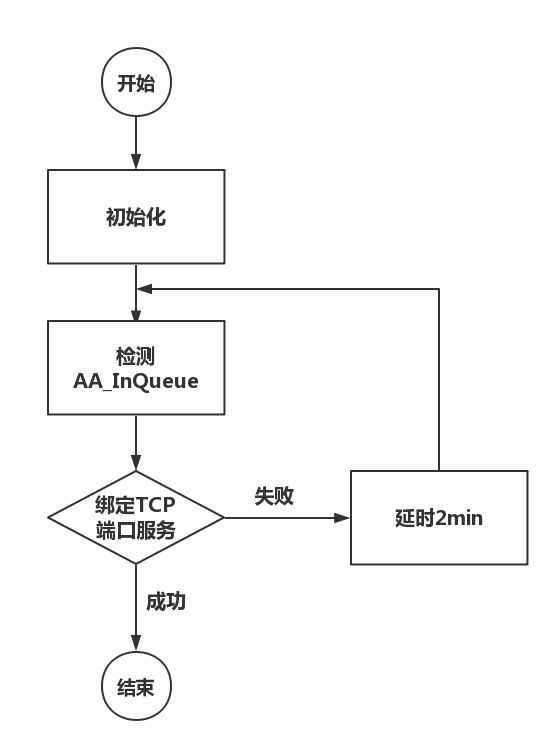 开始
初始化
检测
AA_InQueue
绑定TCP
端口服务
失败
延时2min
成功
结束